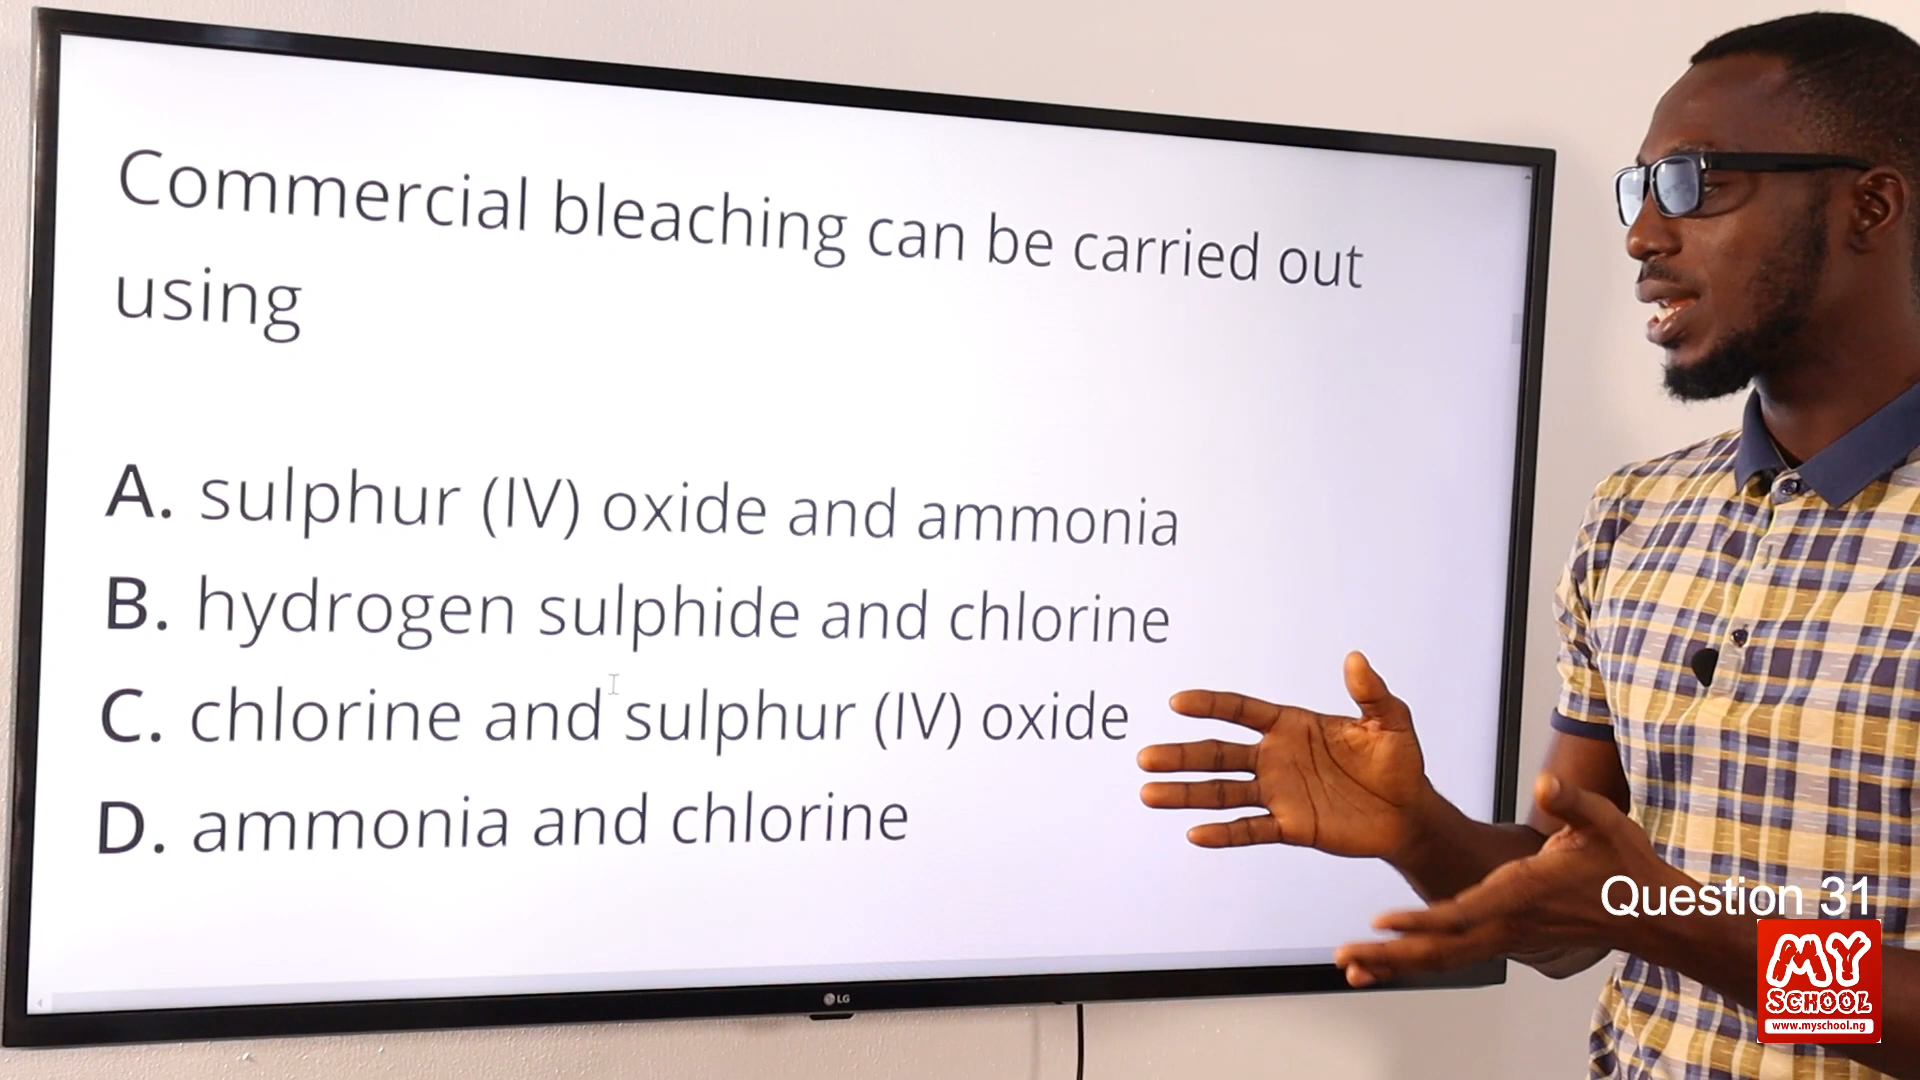 Commercial bleaching can be carried out
using
A. sulphur (IV) oxide and ammonia
B. hydrogen sulphide and chlorine
C. chlorine and sulphur (IV) oxide
D. ammonia and chlorine
LG
Question 31
MY
SCHOOL
www.myschool.ng